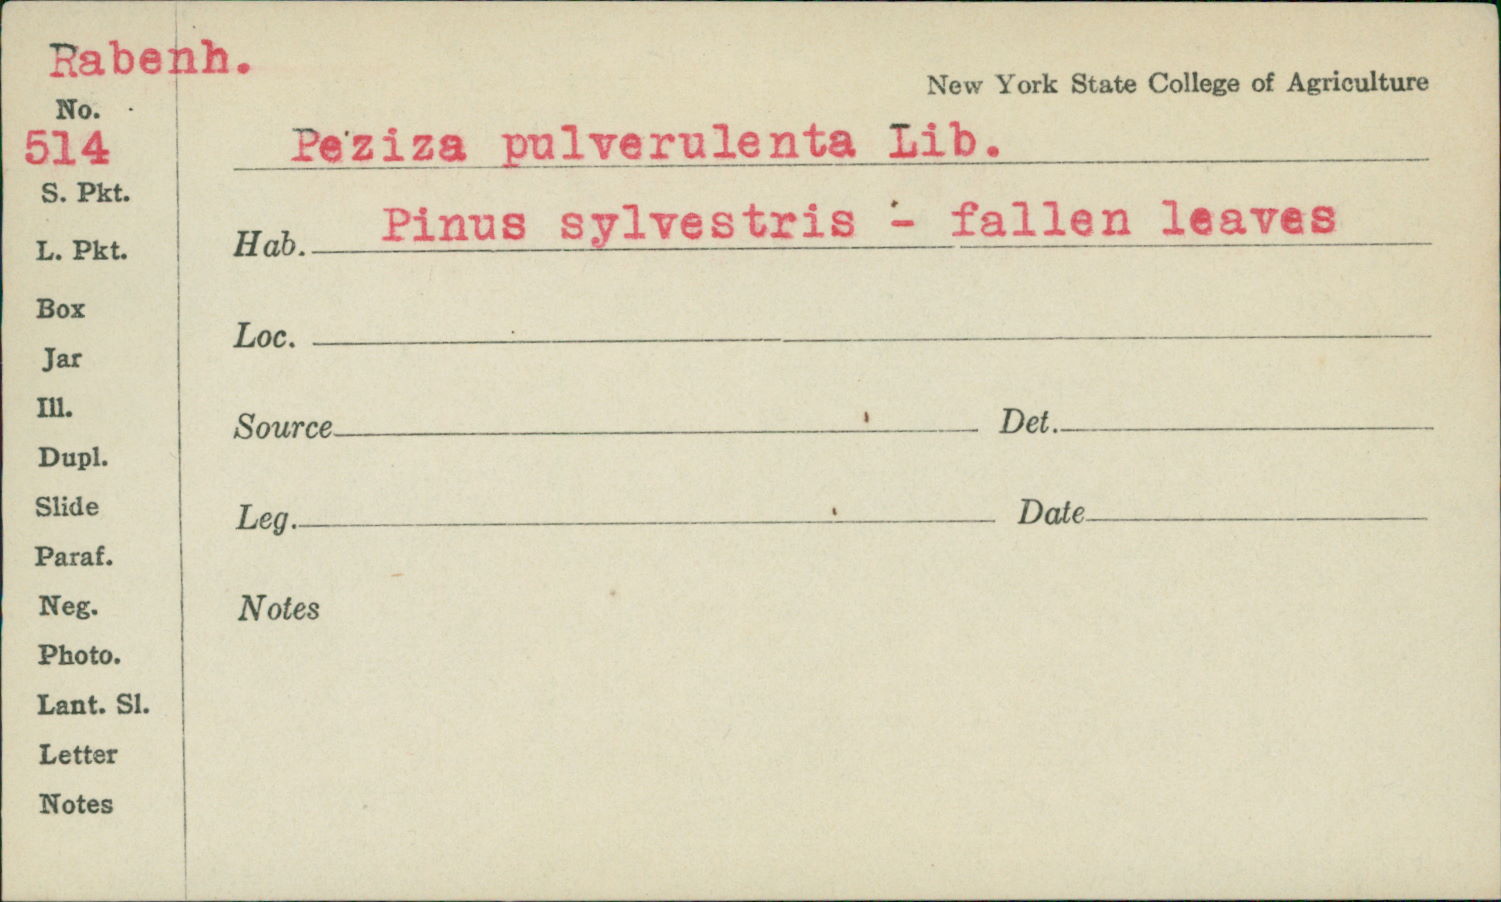 Rabenh.
New York State College of Agriculture
No.
514
Peziza pulverulenta Lib.
S. Pkt.
Hab. Pinus sylvestris - fallen leaves
L. Pkt.
Box
Loc.
Jar
Ill.
Source Det.
Dupl.
Slide
Leg. Date
Paraf.
Neg.
Notes
Photo.
Lant. Sl.
Letter
Notes